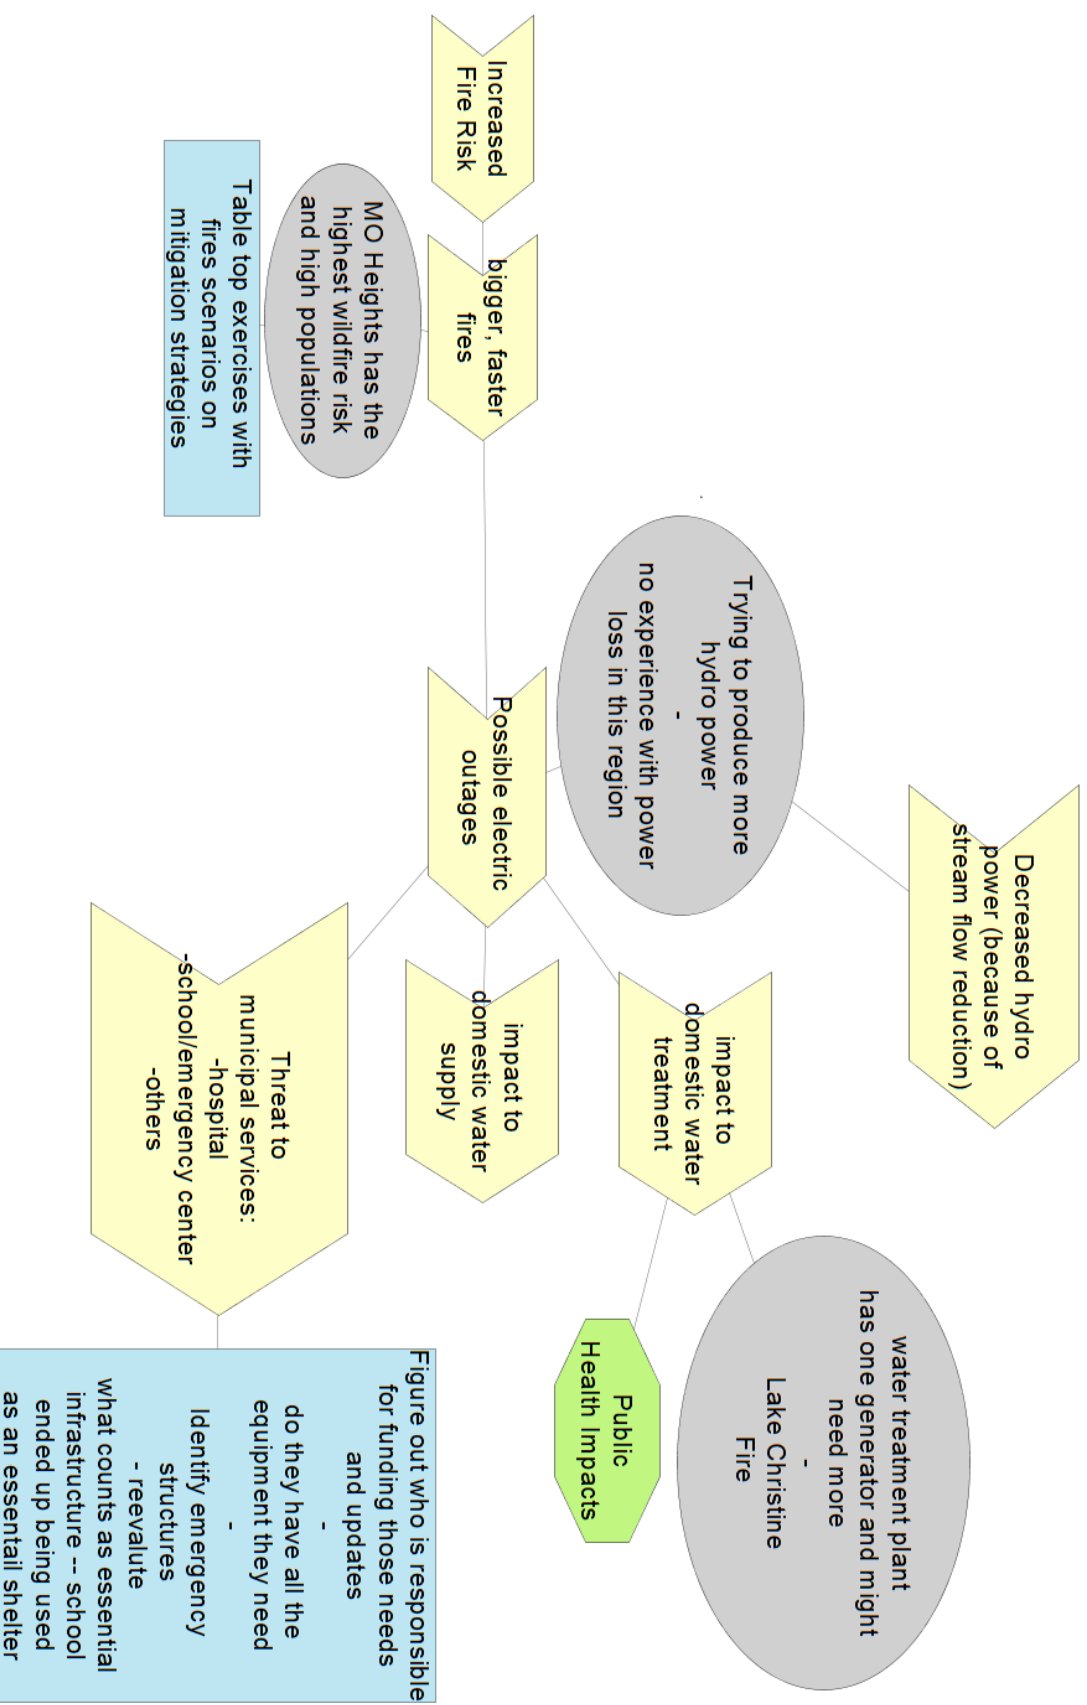 Decreased hydro
power (because of
stream flow reduction)
Trying to produce more
hydro power
-
no experience with power
loss in this region
water treatment plant
has one generator and might
need more
-
Lake Christine
Fire
impact to
domestic water
treatment
Public
Health Impacts
Increased
Fire Risk
bigger, faster
fires
Possible electric
outages
impact to
domestic water
supply
MO Heights has the
highest wildfire risk
and high populations
Table top exercises with
fires scenarios on
mitigation strategies
Threat to
municipal services:
-hospital
-school/emergency center
-others
Figure out who is responsible
for funding those needs
and updates
-
do they have all the
equipment they need
-
Identify emergency
structures
- reevalute
what counts as essential
infrastructure -- school
ended up being used
as an essentail shelter